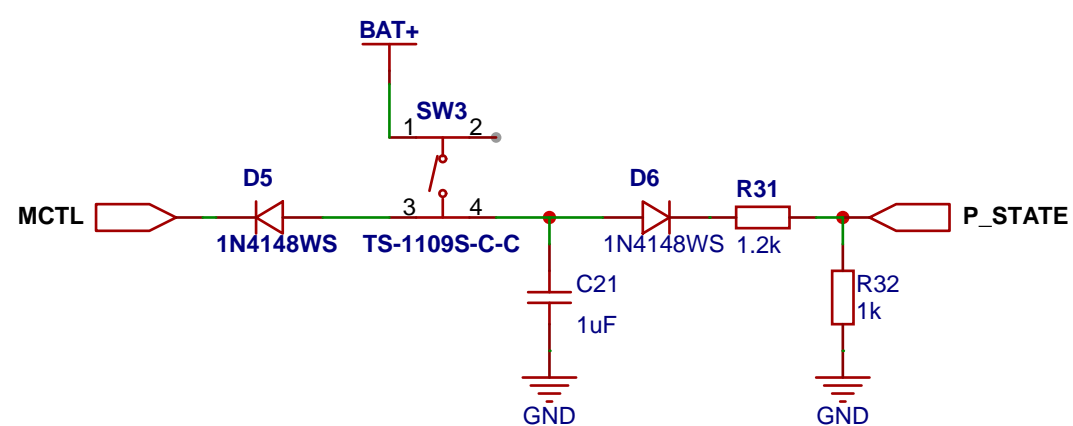 BAT+
SW3
1 2
D5 D6 R31
MCTL 3 4 P_STATE
1N4148WS TS-1109S-C-C 1N4148WS 1.2k
C21 R32
1uF 1k
GND GND